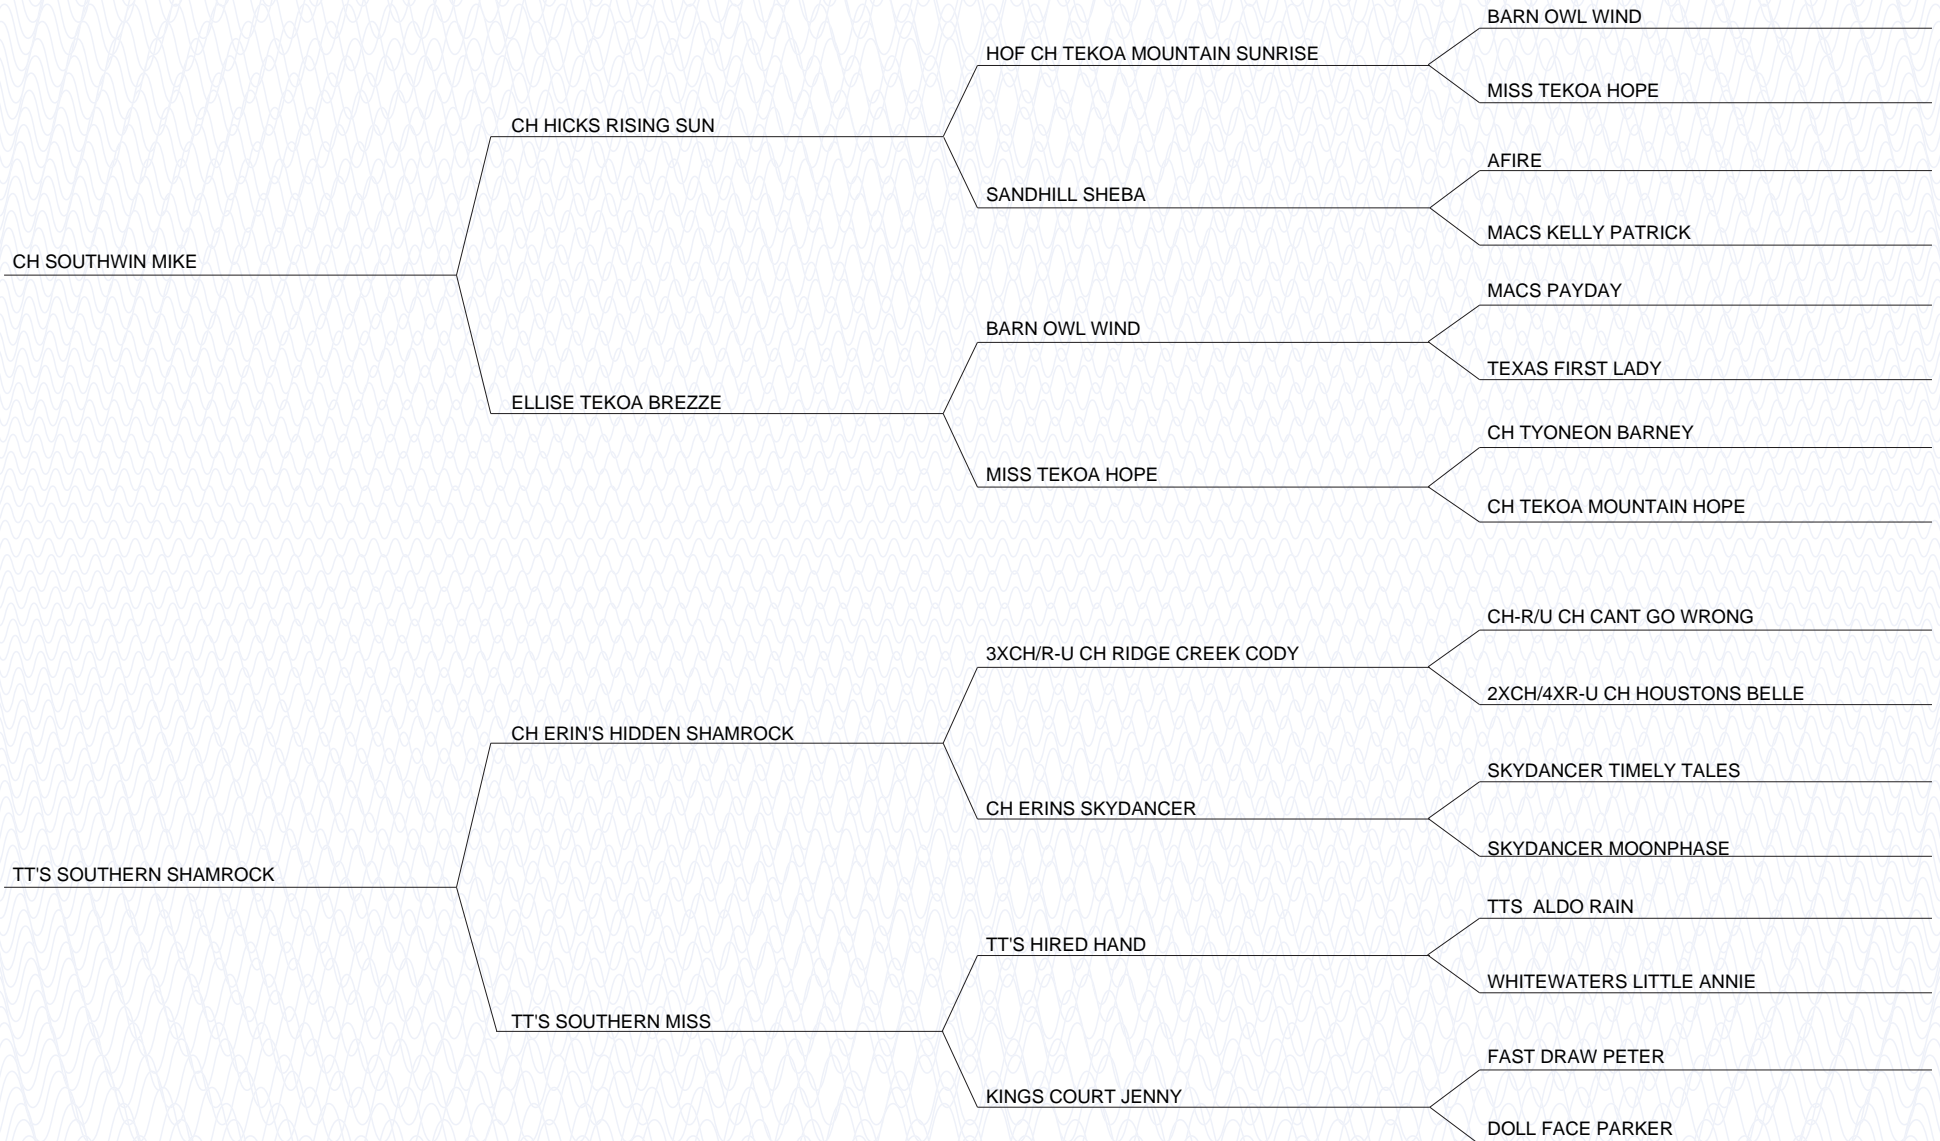 BARN OWL WIND
HOF CH TEKOA MOUNTAIN SUNRISE
MISS TEKOA HOPE
CH HICKS RISING SUN
AFIRE
SANDHILL SHEBA
MACS KELLY PATRICK
CH SOUTHWIN MIKE
MACS PAYDAY
BARN OWL WIND
TEXAS FIRST LADY
ELLISE TEKOA BREZZE
CH TYONEON BARNEY
MISS TEKOA HOPE
CH TEKOA MOUNTAIN HOPE
CH-R/U CH CANT GO WRONG
3XCH/R-U CH RIDGE CREEK CODY
2XCH/4XR-U CH HOUSTONS BELLE
CH ERIN'S HIDDEN SHAMROCK
SKYDANCER TIMELY TALES
CH ERINS SKYDANCER
SKYDANCER MOONPHASE
TT'S SOUTHERN SHAMROCK
TTS  ALDO RAIN
TT'S HIRED HAND
WHITEWATERS LITTLE ANNIE
TT'S SOUTHERN MISS
FAST DRAW PETER
KINGS COURT JENNY
DOLL FACE PARKER